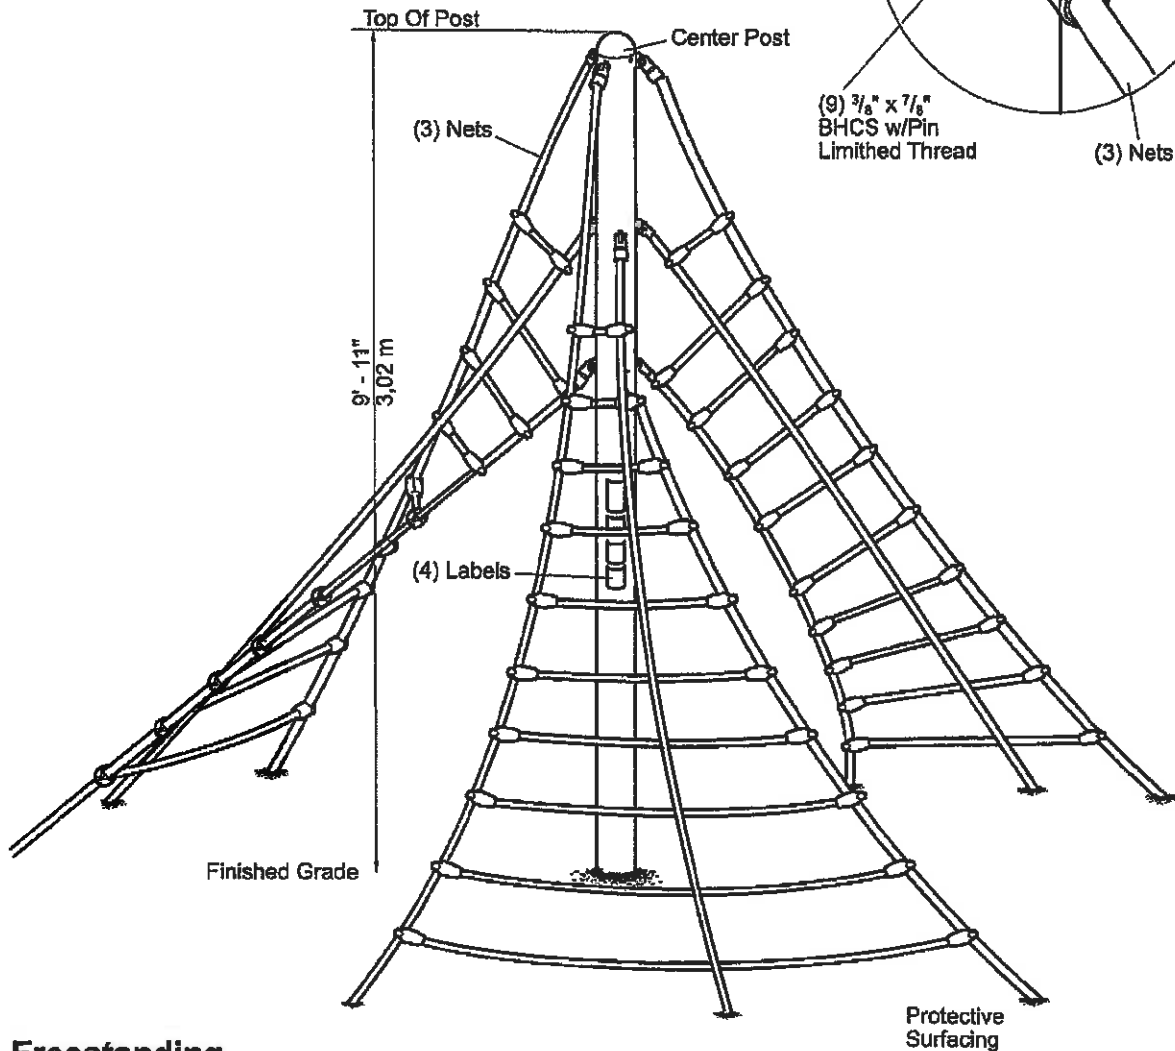 Top Of Post
Center Post
(3) Nets
(9) 3/8" x 7/8"
BHCS w/Pin
Limithed Thread
(3) Nets
9' - 11"
3,02 m
(4) Labels
Finished Grade
Protective
Surfacing
Freestanding